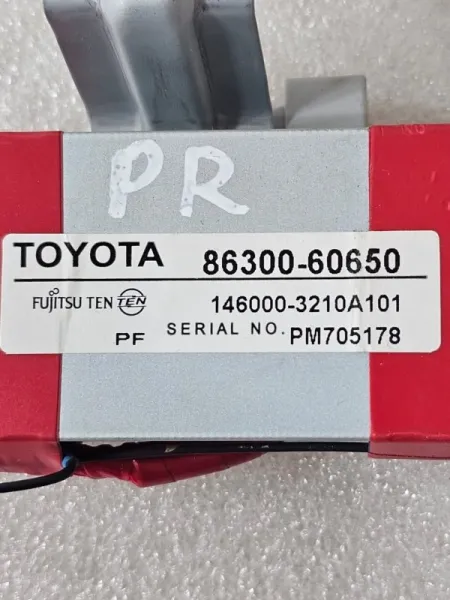 PR
TOYOTA 86300-60650
FUJITSU TEN TEN 146000-3210A101
PF SERIAL NO. PM705178